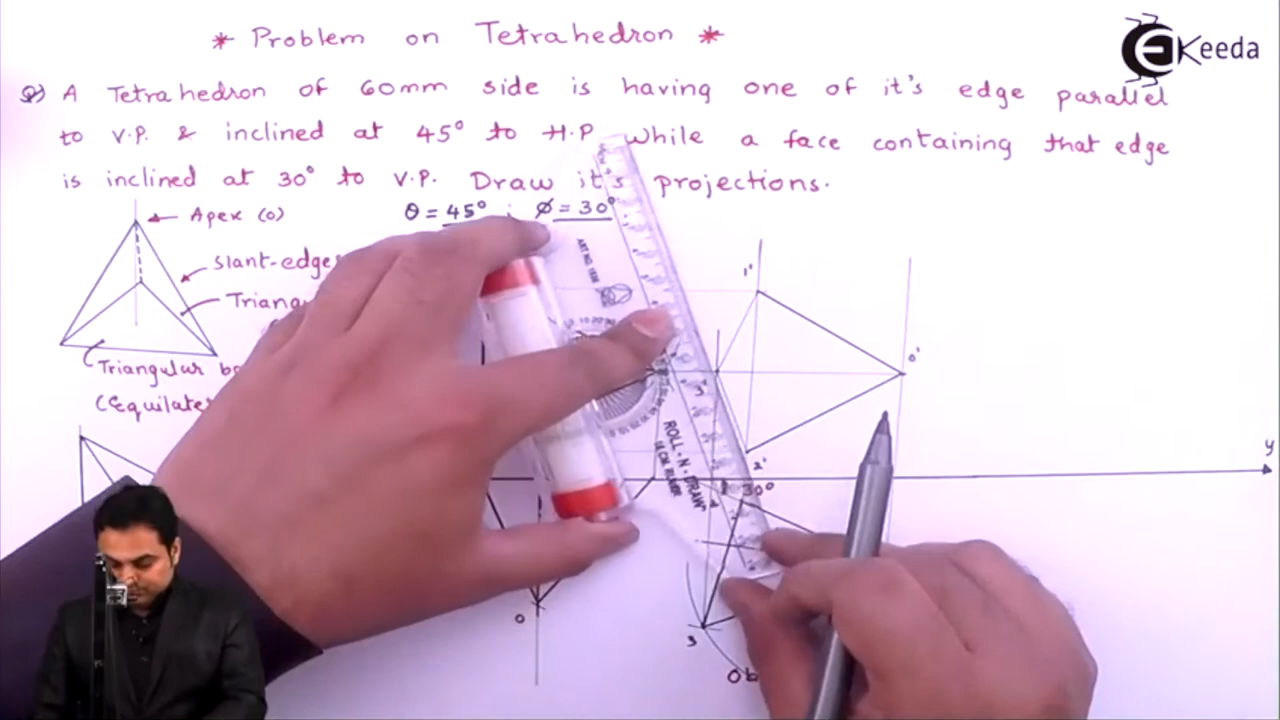 * Problem on Tetrahedron *
Keeda
Q) A Tetrahedron of 60mm side is having one of it's edge parallel
to V.P. & inclined at 45° to H.P. while a face containing that edge
is inclined at 30° to V.P. Draw it's projections.
Apex (o)
θ = 45° ; ø = 30°
slant-edge
1'
o'
Triangular
(Equilate
3'
2'
y
30°
ROLL-N-DRAW
o
3